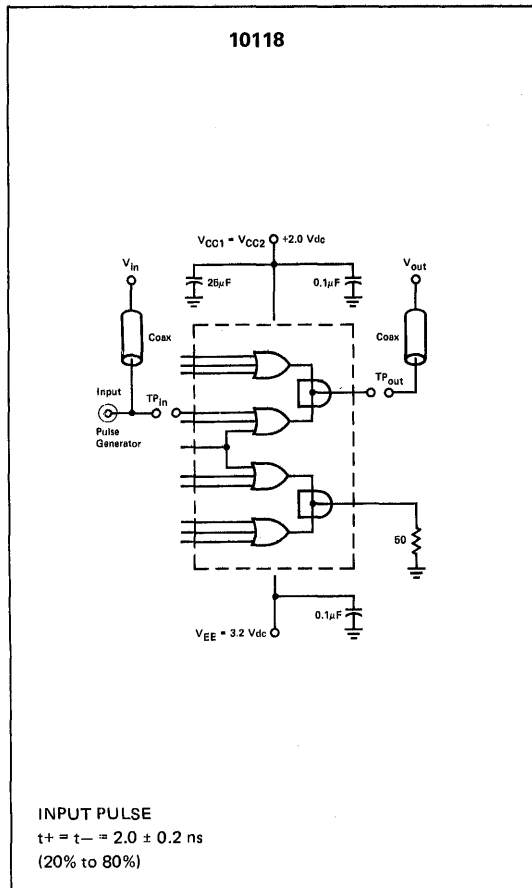 10118
VCC1 = VCC2 +2.0 Vdc
Vin
25μF
0.1μF
Vout
Coax
Coax
Input
TPin
TPout
Pulse
Generator
50
0.1μF
VEE = 3.2 Vdc
INPUT PULSE
t+ = t− = 2.0 ± 0.2 ns
(20% to 80%)